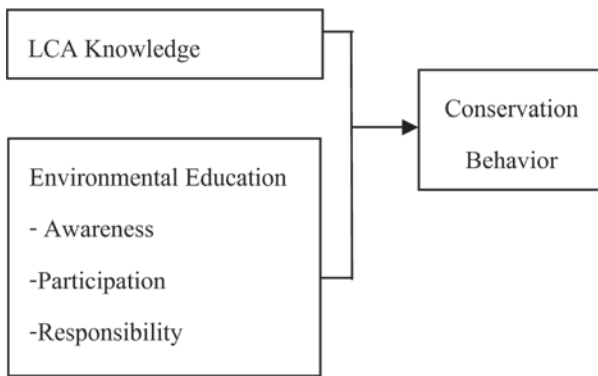 LCA Knowledge
Environmental Education
- Awareness
-Participation
-Responsibility
Conservation
Behavior